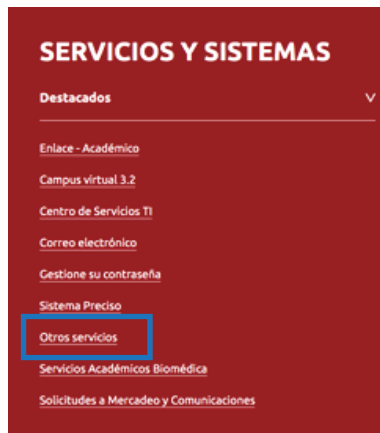 SERVICIOS Y SISTEMAS
Destacados
Enlace - Académico
Campus virtual 3.2
Centro de Servicios TI
Correo electrónico
Gestione su contraseña
Sistema Preciso
Otros servicios
Servicios Académicos Biomédica
Solicitudes a Mercadeo y Comunicaciones